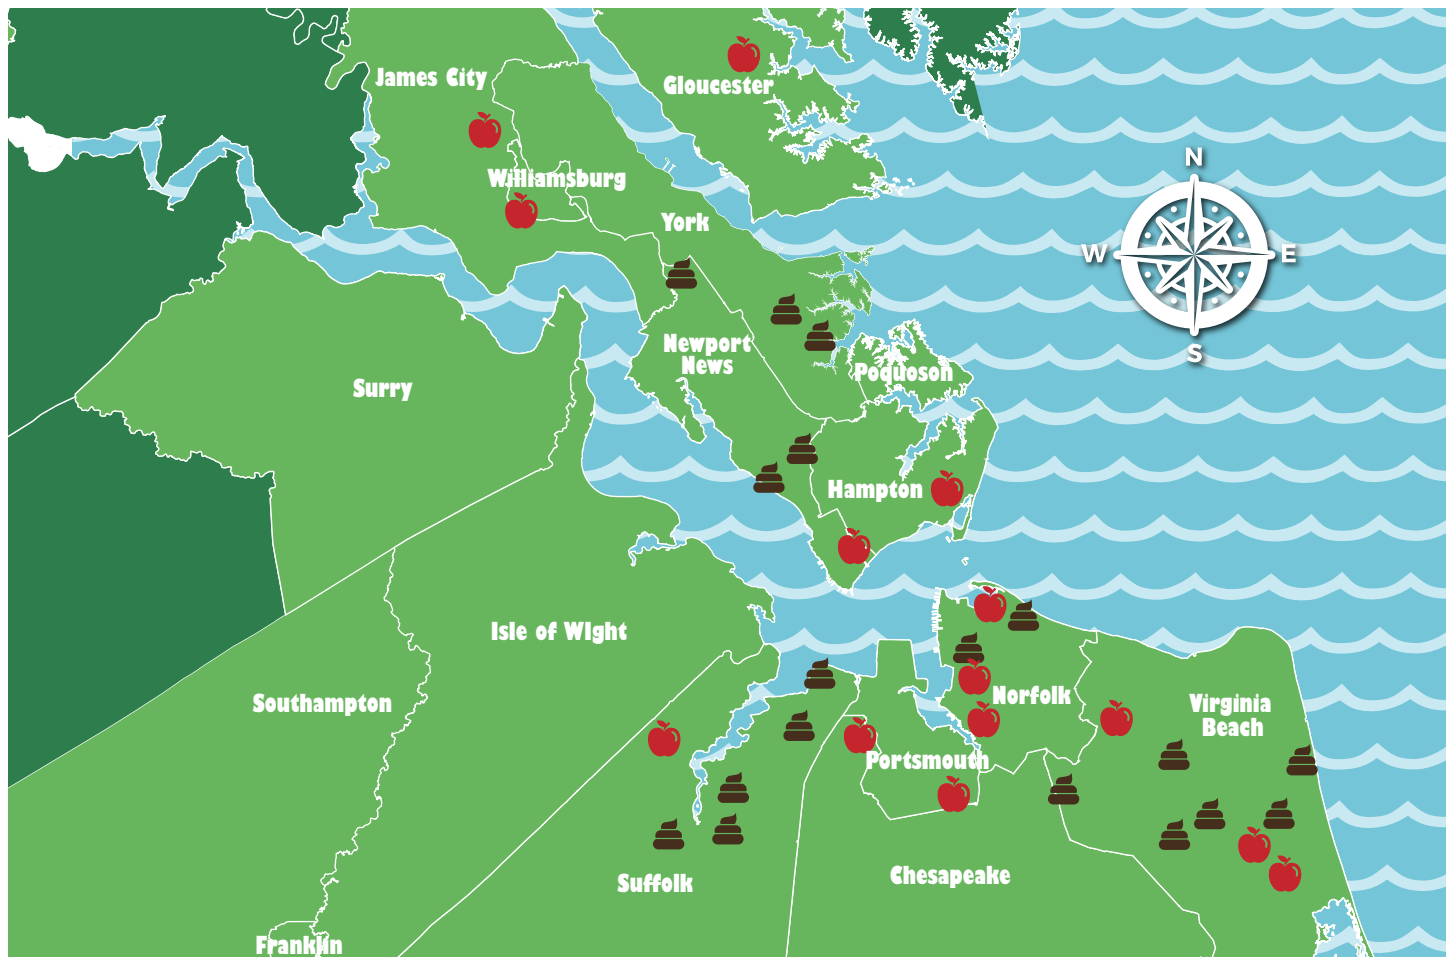 James City
Gloucester
N
Williamsburg
York
W
E
Newport
News
S
Poquoson
Surry
Hampton
Isle of Wight
Southampton
Norfolk
Virginia
Beach
Portsmouth
Suffolk
Chesapeake
Franklin